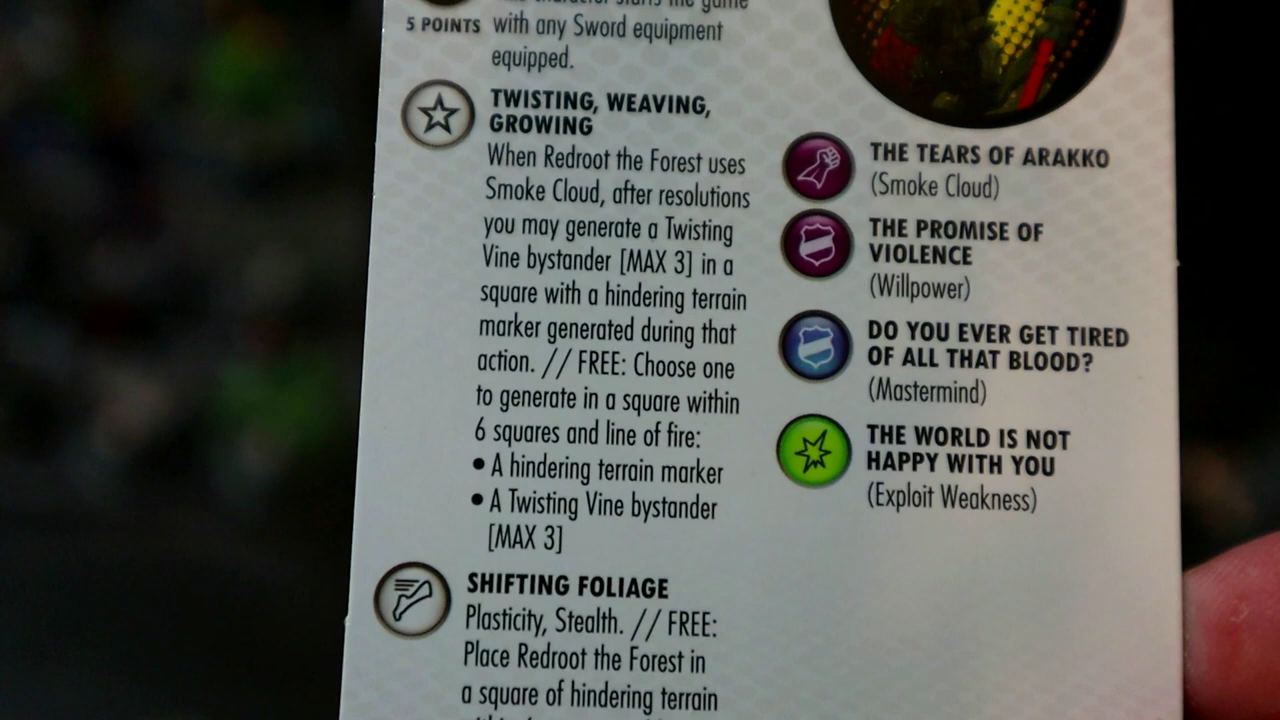 with any Sword equipment
equipped.
5 POINTS
TWISTING, WEAVING,
GROWING
When Redroot the Forest uses
Smoke Cloud, after resolutions
you may generate a Twisting
Vine bystander [MAX 3] in a
square with a hindering terrain
marker generated during that
action. // FREE: Choose one
to generate in a square within
6 squares and line of fire:
• A hindering terrain marker
• A Twisting Vine bystander
[MAX 3]
SHIFTING FOLIAGE
Plasticity, Stealth. // FREE:
Place Redroot the Forest in
a square of hindering terrain
THE TEARS OF ARAKKO
(Smoke Cloud)
THE PROMISE OF
VIOLENCE
(Willpower)
DO YOU EVER GET TIRED
OF ALL THAT BLOOD?
(Mastermind)
THE WORLD IS NOT
HAPPY WITH YOU
(Exploit Weakness)